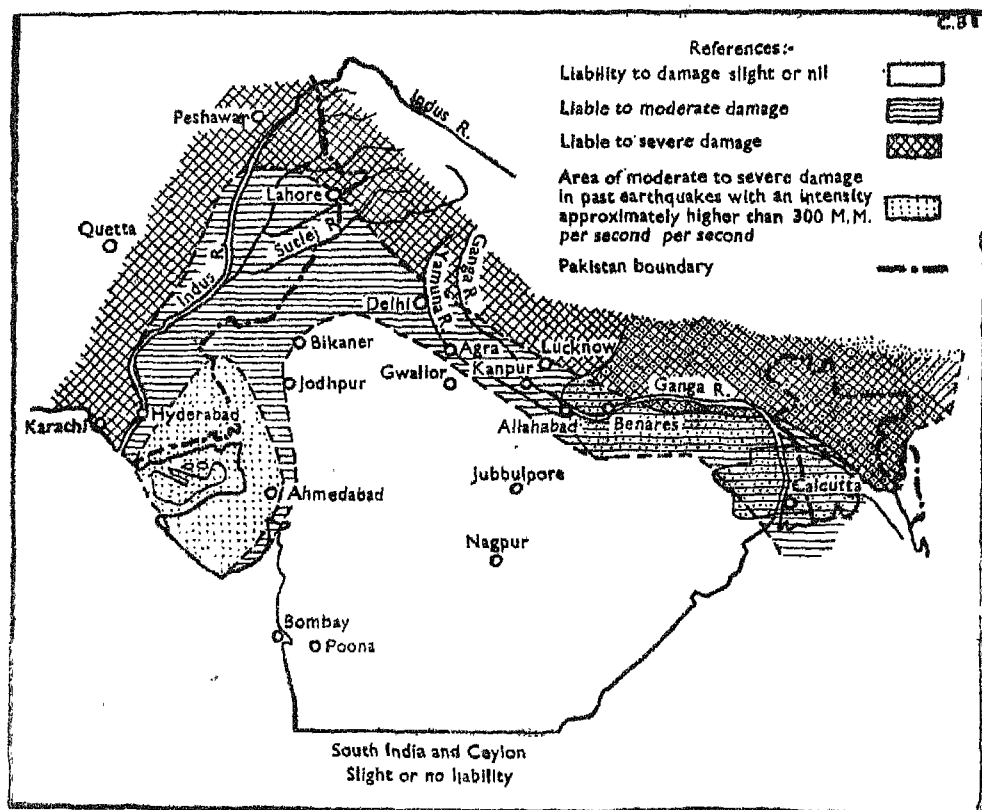 C.B I
References:-
Liability to damage slight or nil
Liable to moderate damage
Liable to severe damage
Area of moderate to severe damage
in past earthquakes with an intensity
approximately higher than 300 M.M.
per second per second
Pakistan boundary
Indus R.
Peshawar
Lahore
Quetta
Sutlej R.
Indus R.
Ganga R.
Yamuna R.
Delhi
Bikaner
Agra
Lucknow
Jodhpur
Gwalior
Kanpur
Ganga R.
Hyderabad
Karachi
Allahabad
Benares
Jubbulpore
Calcutta
Ahmedabad
Nagpur
Bombay
Poona
South India and Ceylon
Slight or no liability